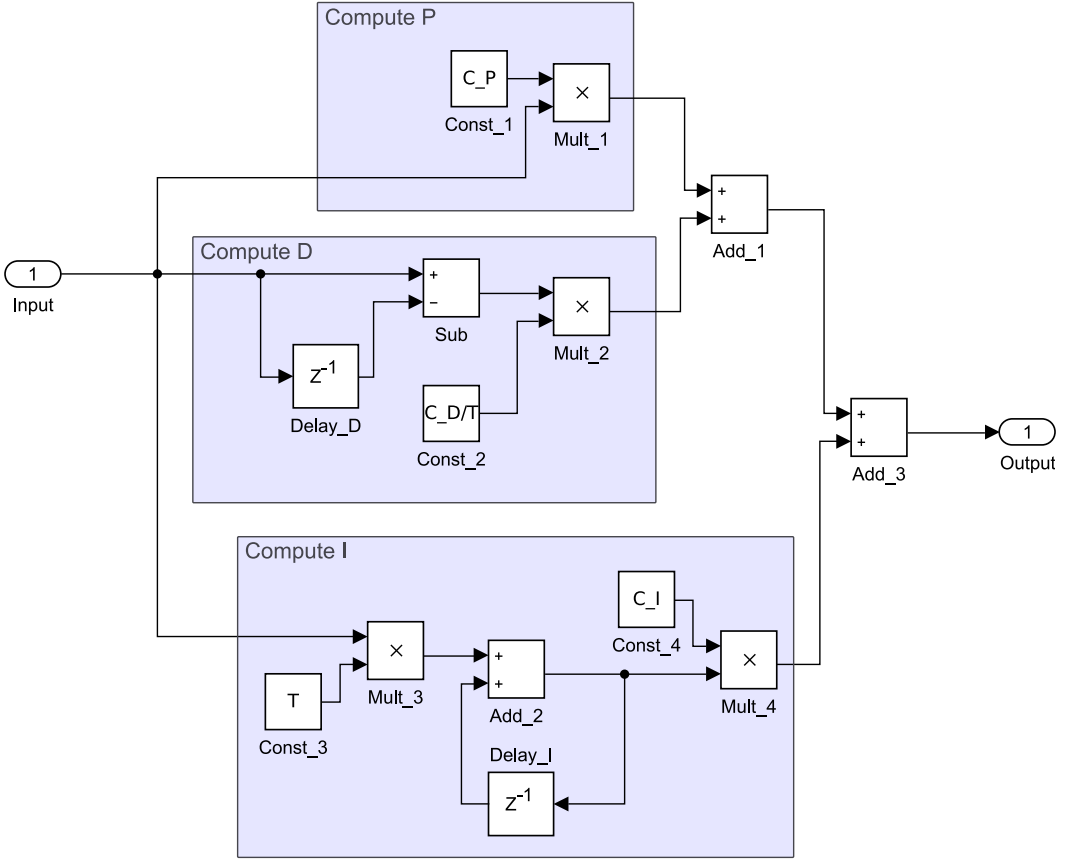 Compute P
C_P
Const_1
×
Mult_1
+
+
Add_1
Compute D
1
Input
+
−
Sub
×
Mult_2
Z-1
Delay_D
C_D/T
Const_2
+
+
Add_3
1
Output
Compute I
C_I
Const_4
×
Mult_3
T
Const_3
+
+
Add_2
×
Mult_4
Delay_I
Z-1